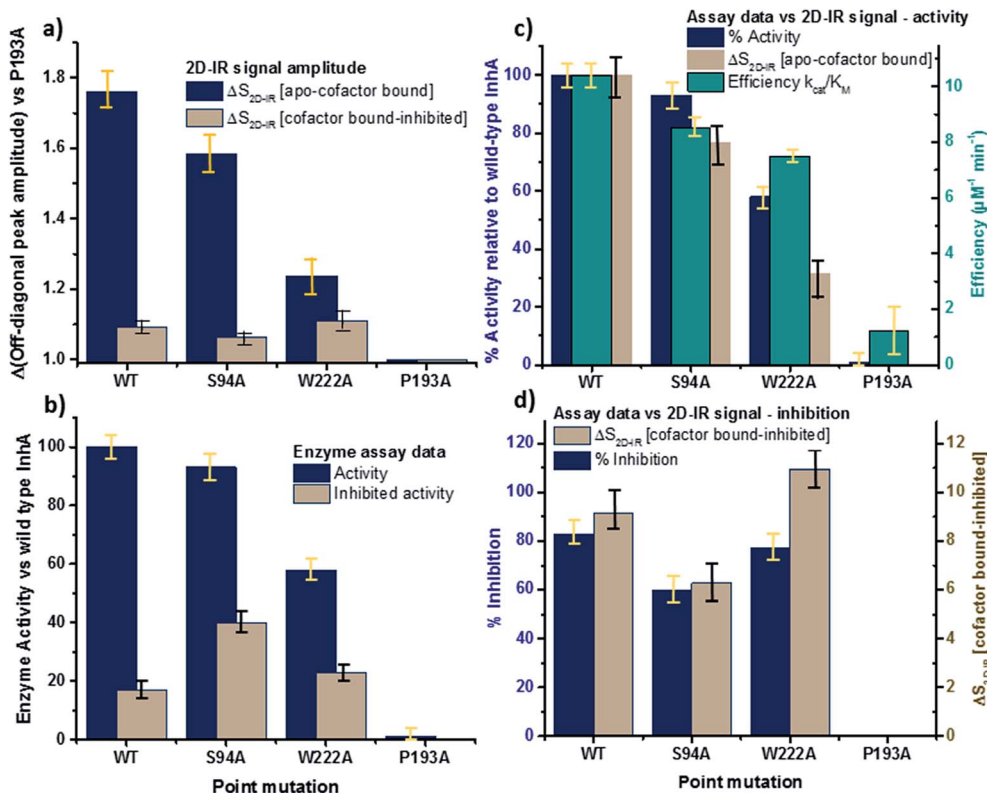 a)
Δ(Off-diagonal peak amplitude) vs P193A
1.8
1.6
1.4
1.2
1.0
2D-IR signal amplitude
ΔS2D-IR [apo-cofactor bound]
ΔS2D-IR [cofactor bound-inhibited]
WT S94A W222A P193A
b)
Enzyme Activity vs wild type InhA
100
80
60
40
20
0
Enzyme assay data
Activity
Inhibited activity
WT S94A W222A P193A
Point mutation
c)
Assay data vs 2D-IR signal - activity
% Activity
ΔS2D-IR [apo-cofactor bound]
Efficiency kcat/KM
% Activity relative to wild-type InhA
100
80
60
40
20
0
10
8
6
4
2
0
Efficiency (μM-1 min-1)
WT S94A W222A P193A
d)
Assay data vs 2D-IR signal - inhibition
ΔS2D-IR [cofactor bound-inhibited]
% Inhibition
% Inhibition
120
100
80
60
40
20
0
12
10
8
6
4
2
0
ΔS2D-IR [cofactor bound-inhibited]
WT S94A W222A P193A
Point mutation